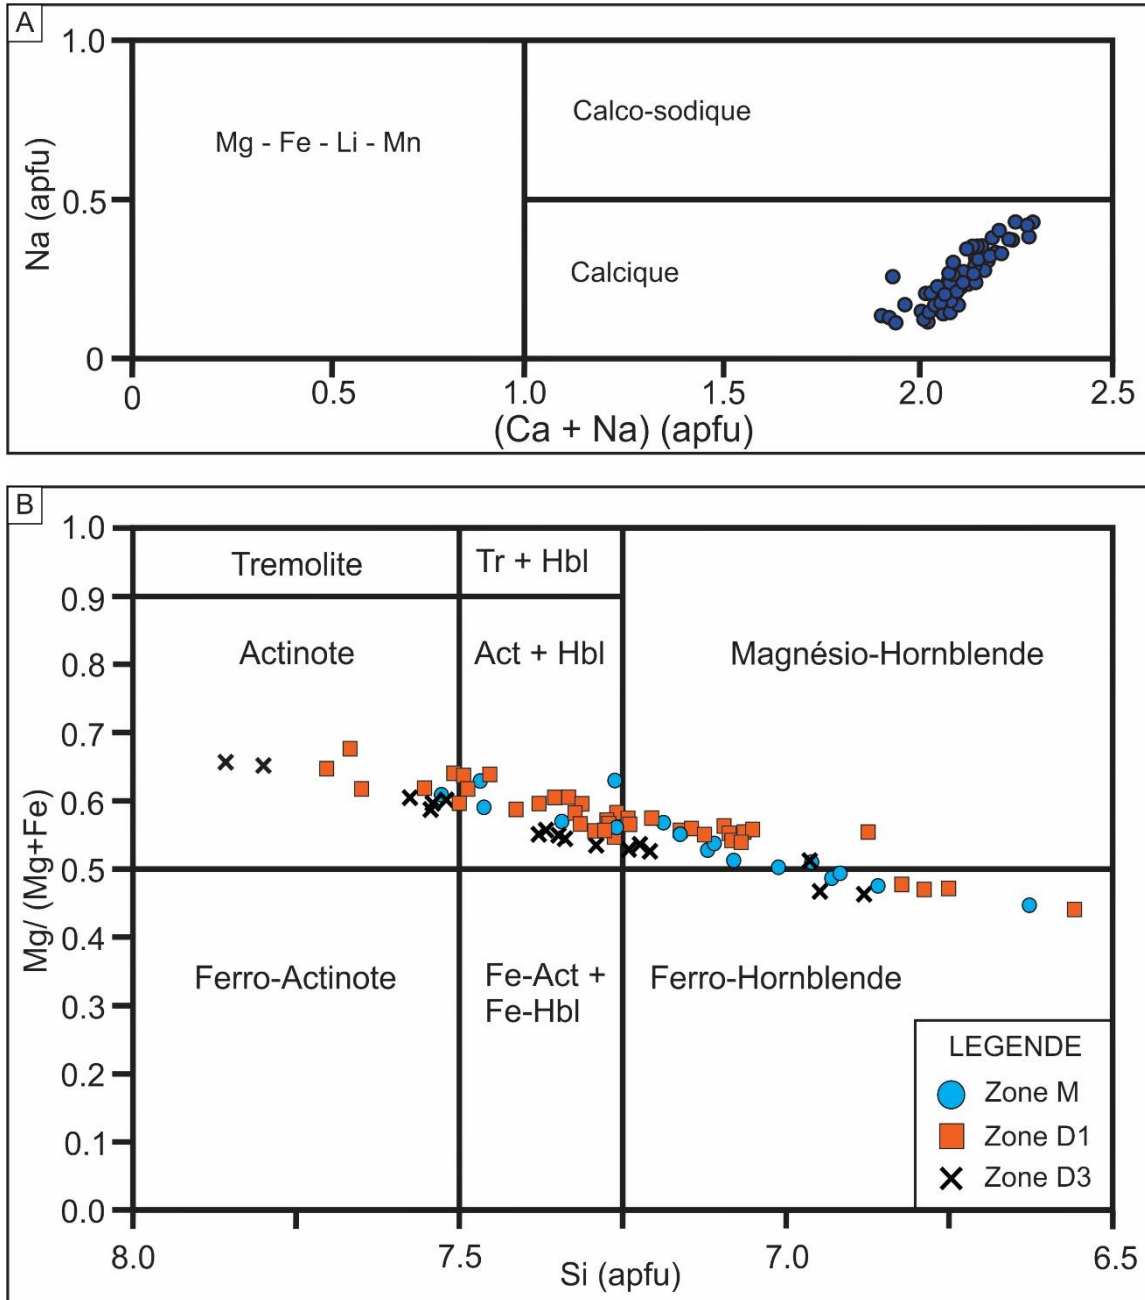 A
1.0
0.5
0
Na (apfu)
Mg - Fe - Li - Mn
Calco-sodique
Calcique
0
0.5
1.0
1.5
2.0
2.5
(Ca + Na) (apfu)
B
1.0
0.9
0.8
0.7
0.6
0.5
0.4
0.3
0.2
0.1
0.0
Mg/ (Mg+Fe)
Tremolite
Tr + Hbl
Actinote
Act + Hbl
Magnésio-Hornblende
Ferro-Actinote
Fe-Act +
Fe-Hbl
Ferro-Hornblende
LEGENDE
Zone M
Zone D1
Zone D3
8.0
7.5
7.0
6.5
Si (apfu)